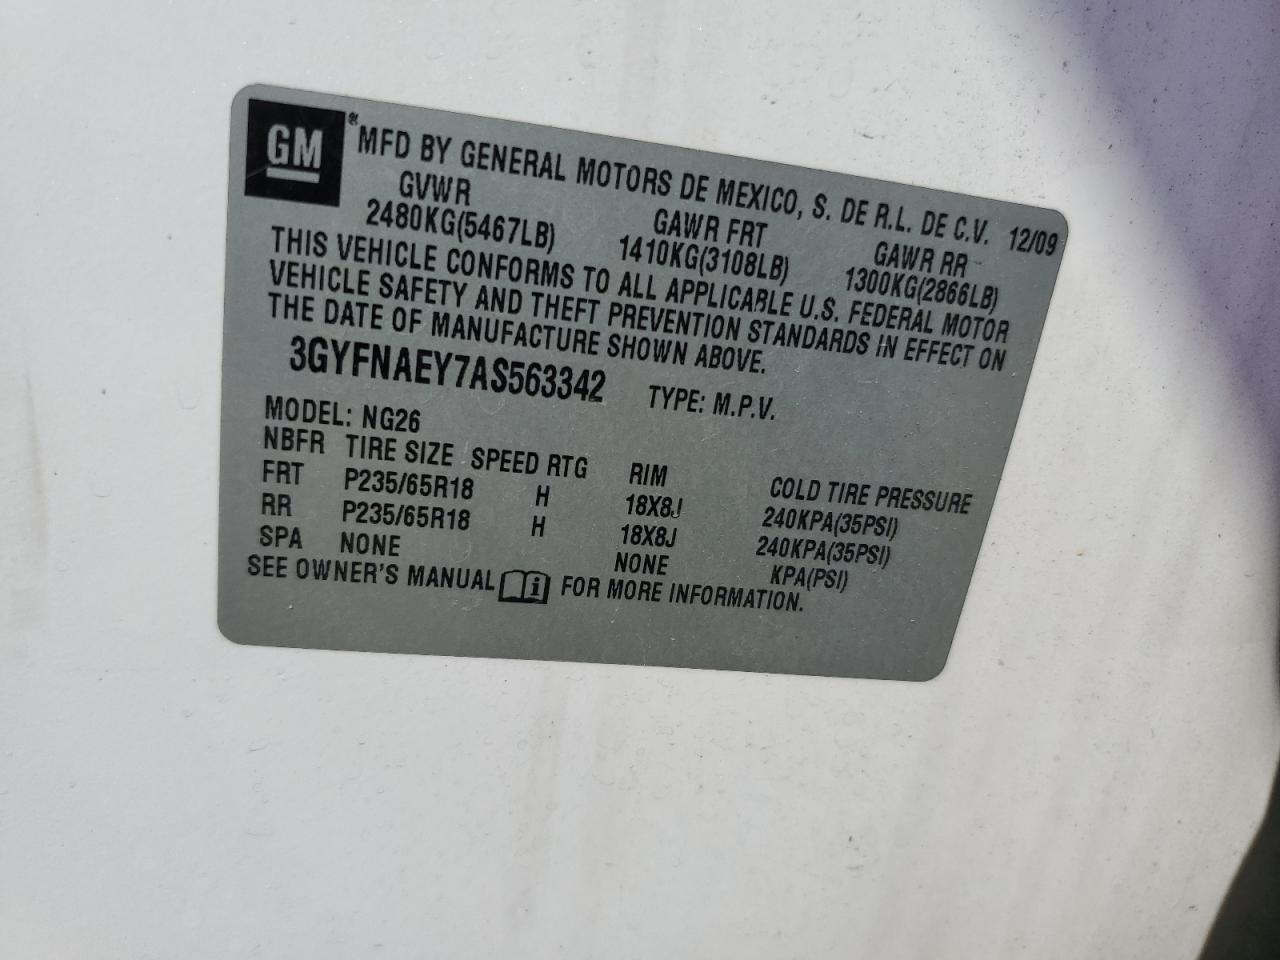 GM® MFD BY GENERAL MOTORS DE MEXICO, S. DE R.L. DE C.V. 12/09
GVWR GAWR FRT GAWR RR
2480KG(5467LB) 1410KG(3108LB) 1300KG(2866LB)
THIS VEHICLE CONFORMS TO ALL APPLICABLE U.S. FEDERAL MOTOR
VEHICLE SAFETY AND THEFT PREVENTION STANDARDS IN EFFECT ON
THE DATE OF MANUFACTURE SHOWN ABOVE.
3GYFNAEY7AS563342 TYPE: M.P.V.
MODEL: NG26
NBFR TIRE SIZE SPEED RTG RIM COLD TIRE PRESSURE
FRT P235/65R18 H 18X8J 240KPA(35PSI)
RR P235/65R18 H 18X8J 240KPA(35PSI)
SPA NONE NONE KPA(PSI)
SEE OWNER'S MANUAL i FOR MORE INFORMATION.